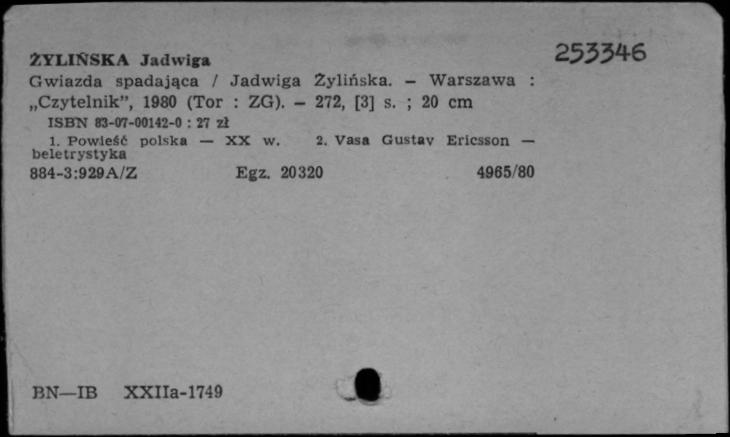 ŻYLIŃSKA Jadwiga
253346
Gwiazda spadająca / Jadwiga Żylińska. — Warszawa :
„Czytelnik”, 1980 (Tor : ZG). — 272, [3] s. ; 20 cm
ISBN 83-07-00142-0 : 27 zł
1. Powieść polska — XX w. 2. Vasa Gustav Ericsson —
beletrystyka
884-3:929A/Z Egz. 20320 4965/80
BN—IB XXIIa-1749